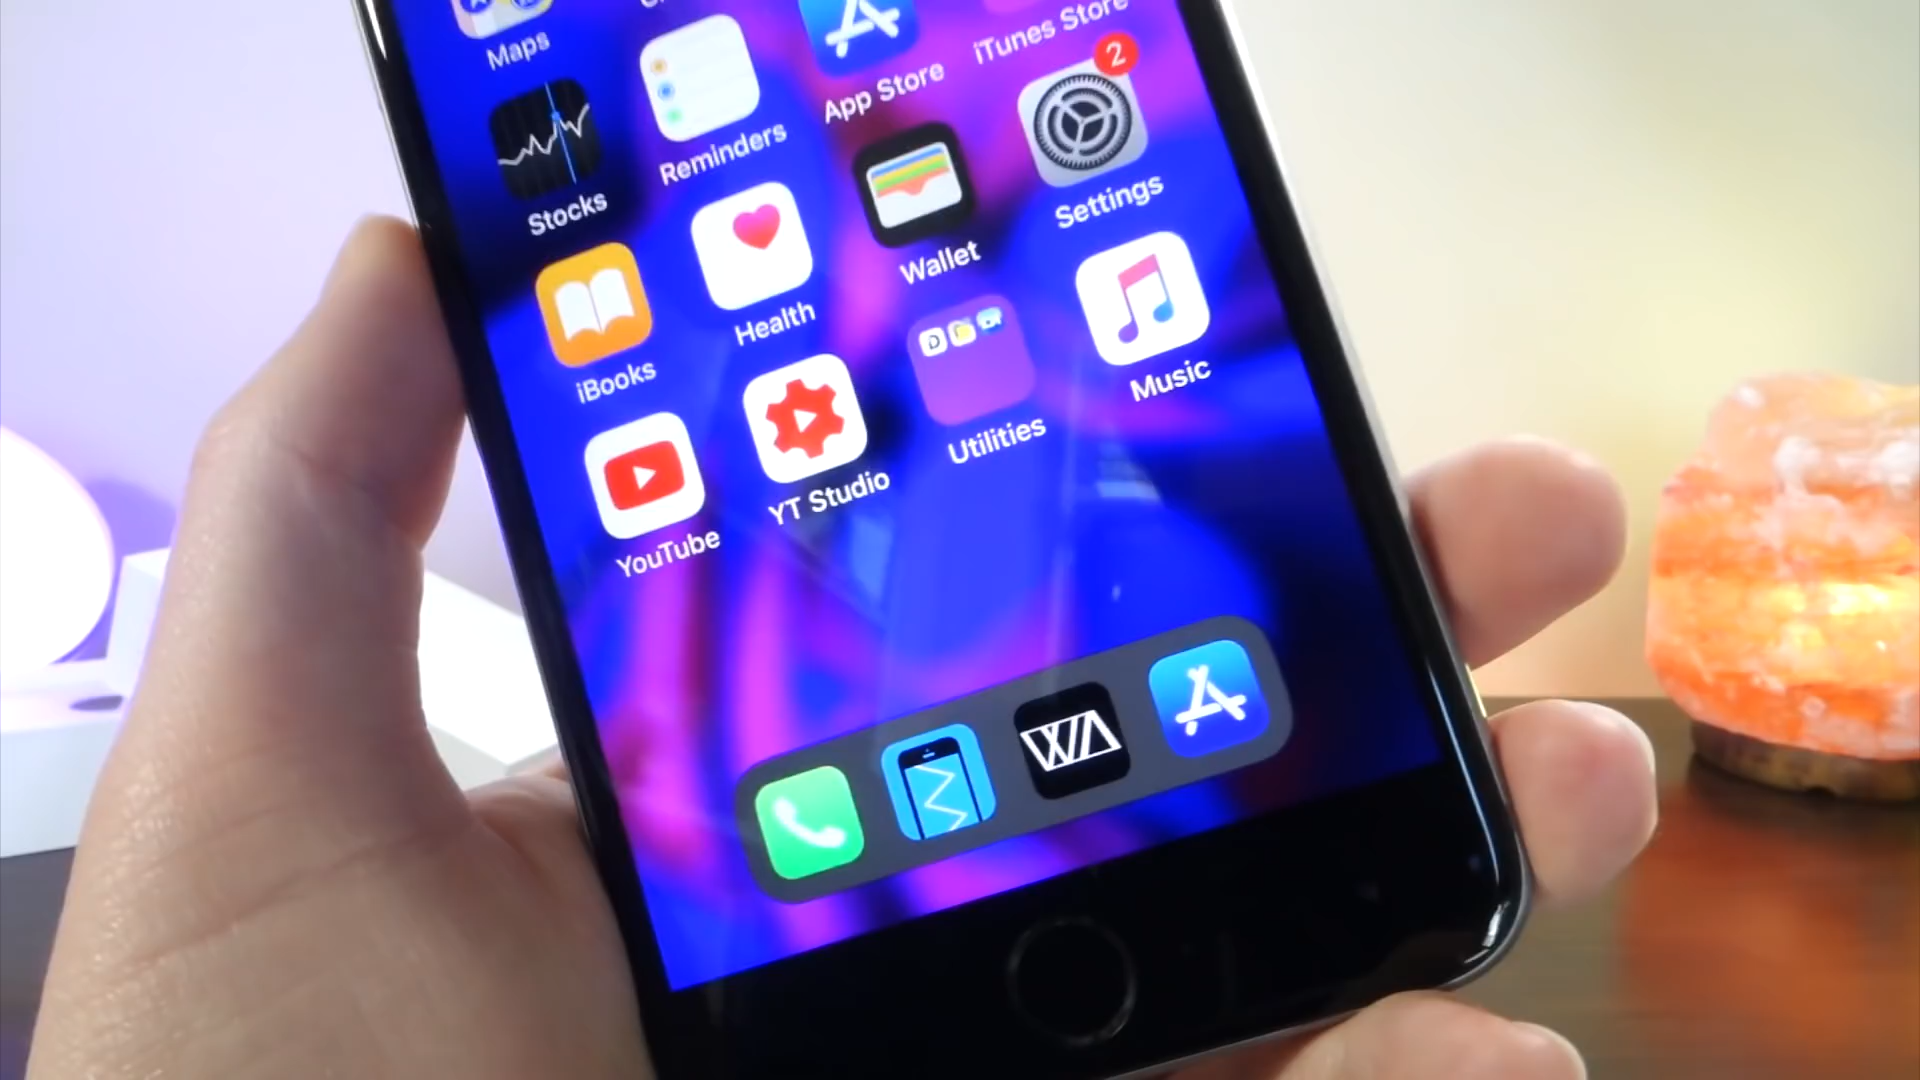 Maps
iTunes Store
App Store
2
Reminders
Stocks
Settings
Wallet
Health
iBooks
Music
Utilities
YT Studio
YouTube